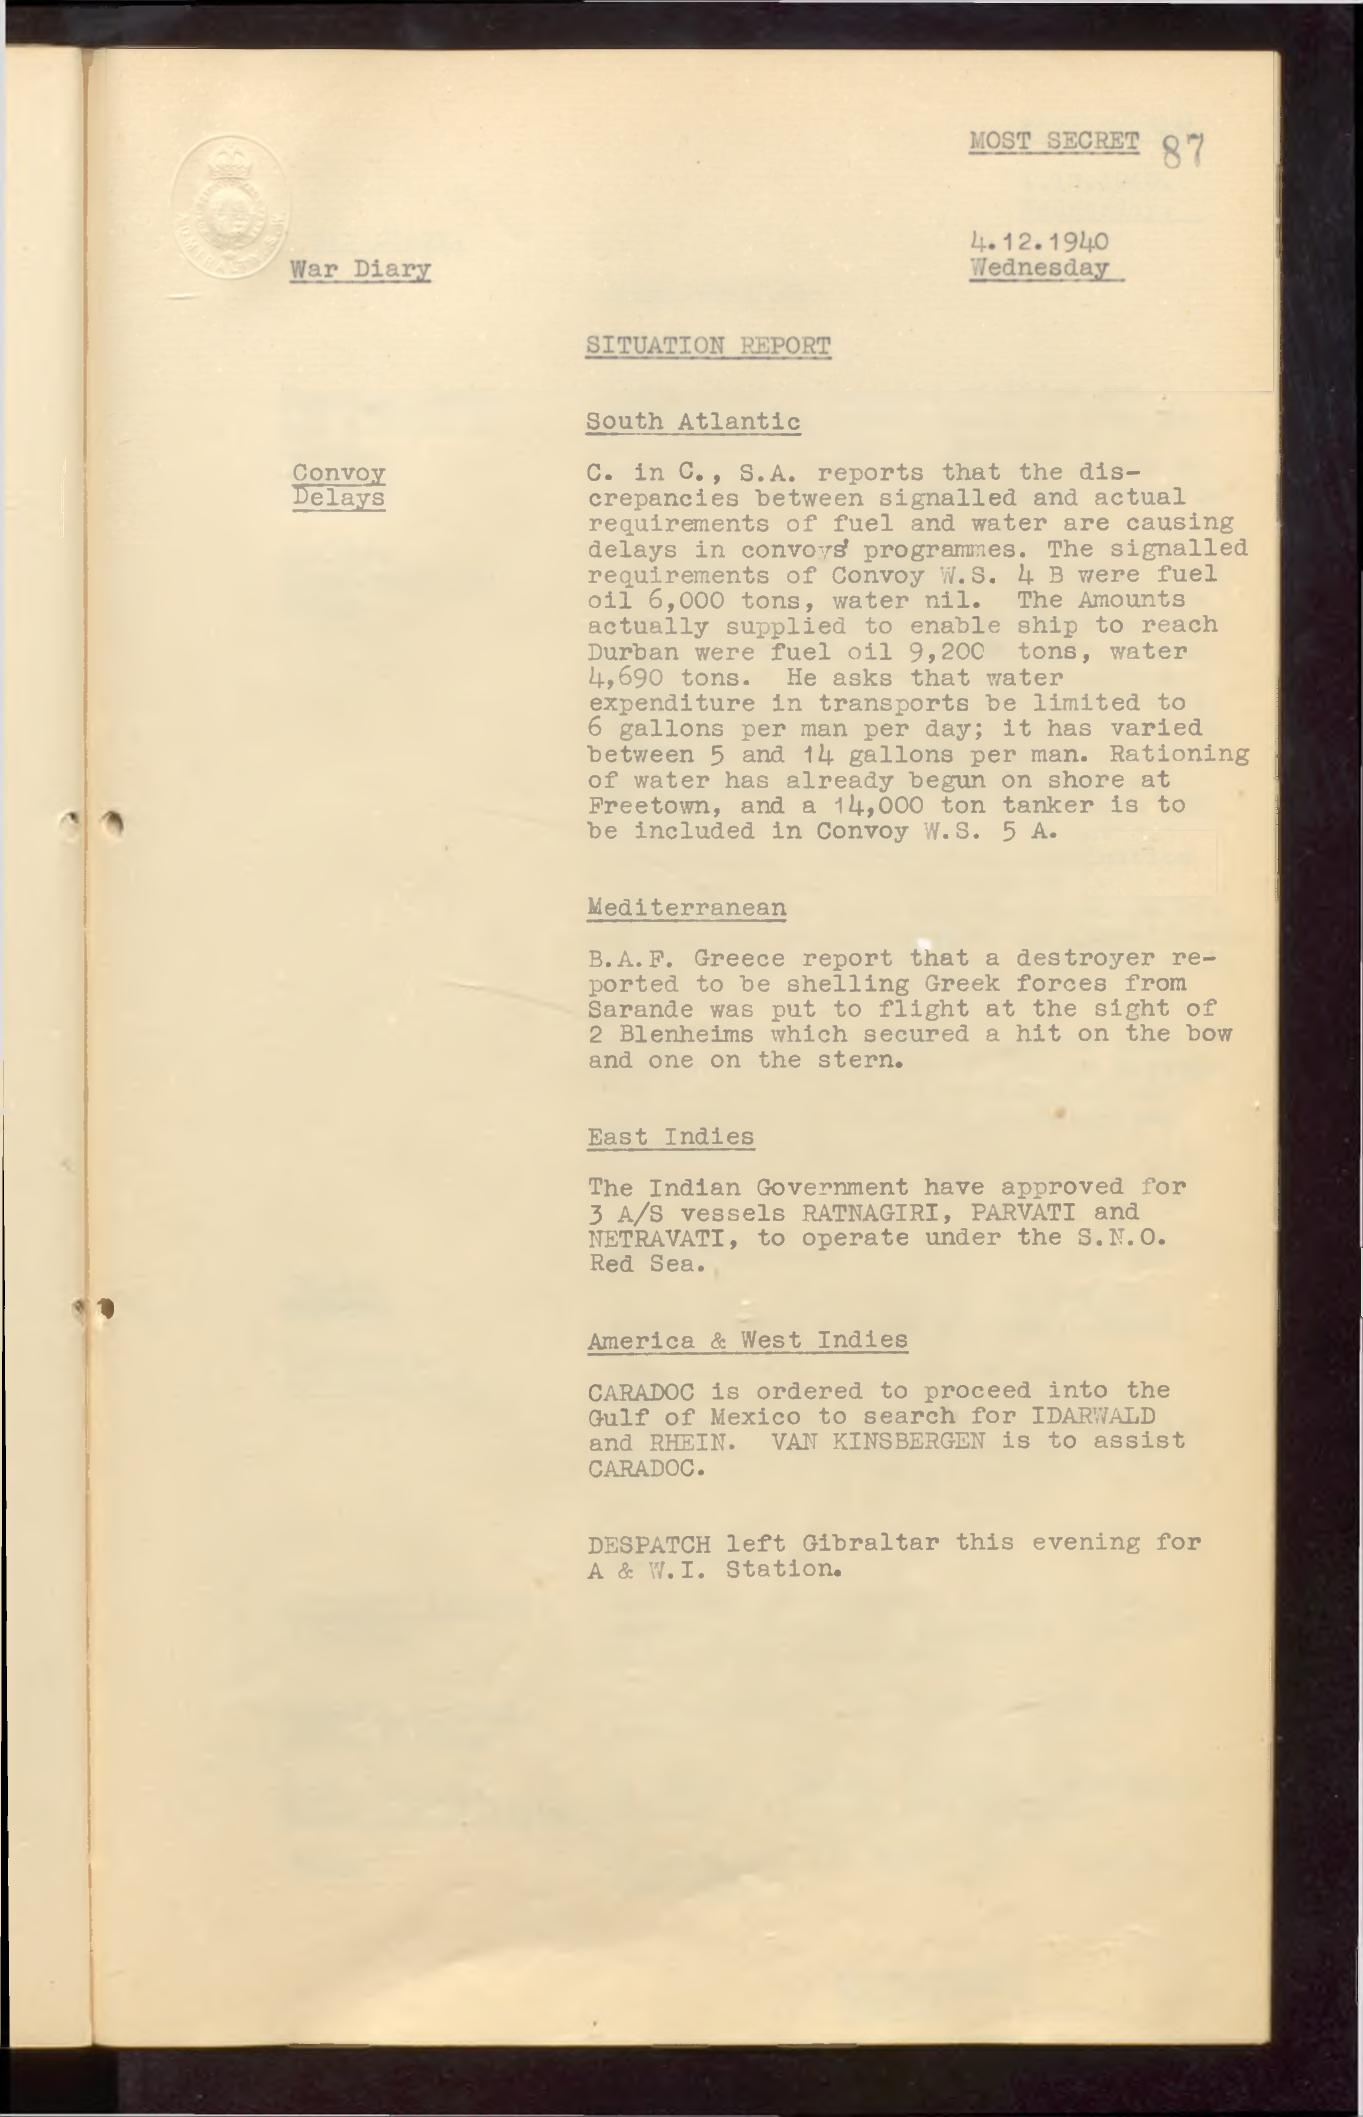 MOST SECRET 87
4.12.1940
War Diary
Wednesday
SITUATION REPORT
South Atlantic
Convoy
Delays
C. in C., S.A. reports that the dis-
crepancies between signalled and actual
requirements of fuel and water are causing
delays in convoys' programmes. The signalled
requirements of Convoy W.S. 4 B were fuel
oil 6,000 tons, water nil. The Amounts
actually supplied to enable ship to reach
Durban were fuel oil 9,200 tons, water
4,690 tons. He asks that water
expenditure in transports be limited to
6 gallons per man per day; it has varied
between 5 and 14 gallons per man. Rationing
of water has already begun on shore at
Freetown, and a 14,000 ton tanker is to
be included in Convoy W.S. 5 A.
Mediterranean
B.A.F. Greece report that a destroyer re-
ported to be shelling Greek forces from
Sarande was put to flight at the sight of
2 Blenheims which secured a hit on the bow
and one on the stern.
East Indies
The Indian Government have approved for
3 A/S vessels RATNAGIRI, PARVATI and
NETRAVATI, to operate under the S.N.O.
Red Sea.
America & West Indies
CARADOC is ordered to proceed into the
Gulf of Mexico to search for IDARWALD
and RHEIN. VAN KINSBERGEN is to assist
CARADOC.
DESPATCH left Gibraltar this evening for
A & W.I. Station.